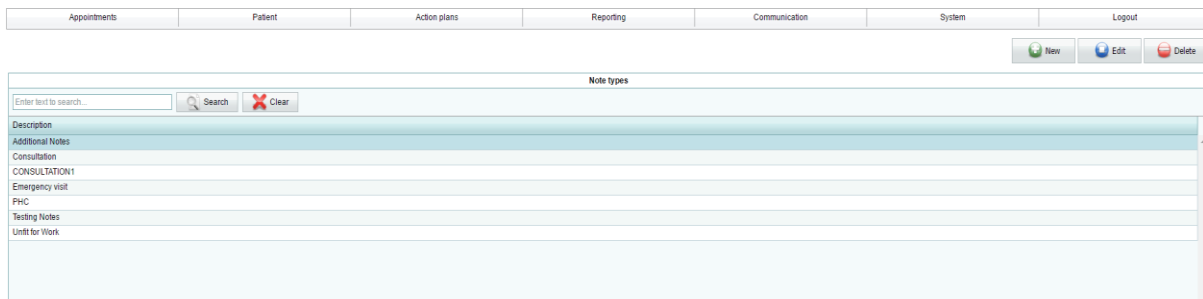 Appointments Patient Action plans Reporting Communication System Logout
New Edit Delete
Note types
Enter text to search... Search Clear
Description
Additional Notes
Consultation
CONSULTATION1
Emergency visit
PHC
Testing Notes
Unfit for Work